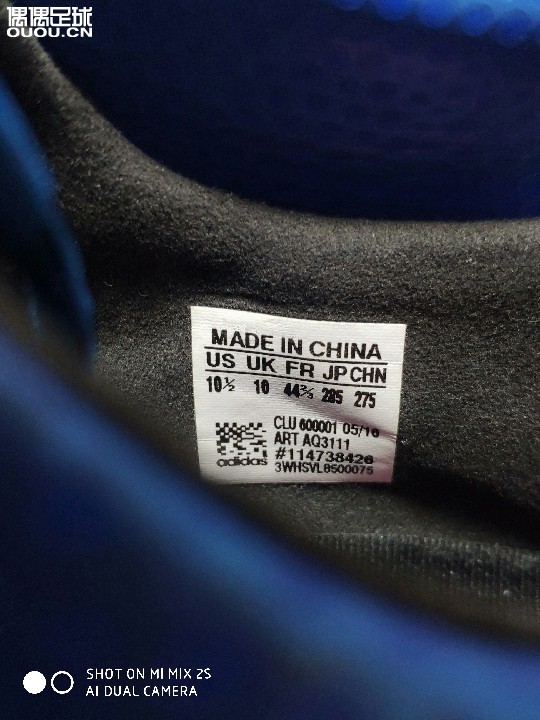 偶偶足球
OUOU.CN
MADE IN CHINA
US UK FR JP CHN
10½ 10 44⅔ 285 275
CLU 600001 05/16
ART AQ3111
#114738426
adidas
3WHSVL8500075
SHOT ON MI MIX 2S
AI DUAL CAMERA